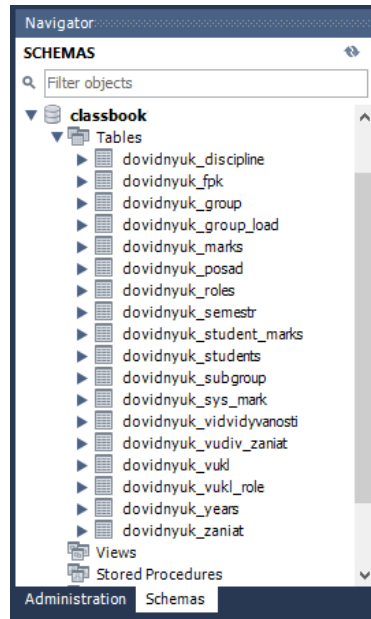 Navigator
SCHEMAS
Filter objects
classbook
Tables
dovidnyuk_discipline
dovidnyuk_fpk
dovidnyuk_group
dovidnyuk_group_load
dovidnyuk_marks
dovidnyuk_posad
dovidnyuk_roles
dovidnyuk_semestr
dovidnyuk_student_marks
dovidnyuk_students
dovidnyuk_subgroup
dovidnyuk_sys_mark
dovidnyuk_vidvidyvanosti
dovidnyuk_vudiv_zaniat
dovidnyuk_vukl
dovidnyuk_vukl_role
dovidnyuk_years
dovidnyuk_zaniat
Views
Stored Procedures
Administration Schemas